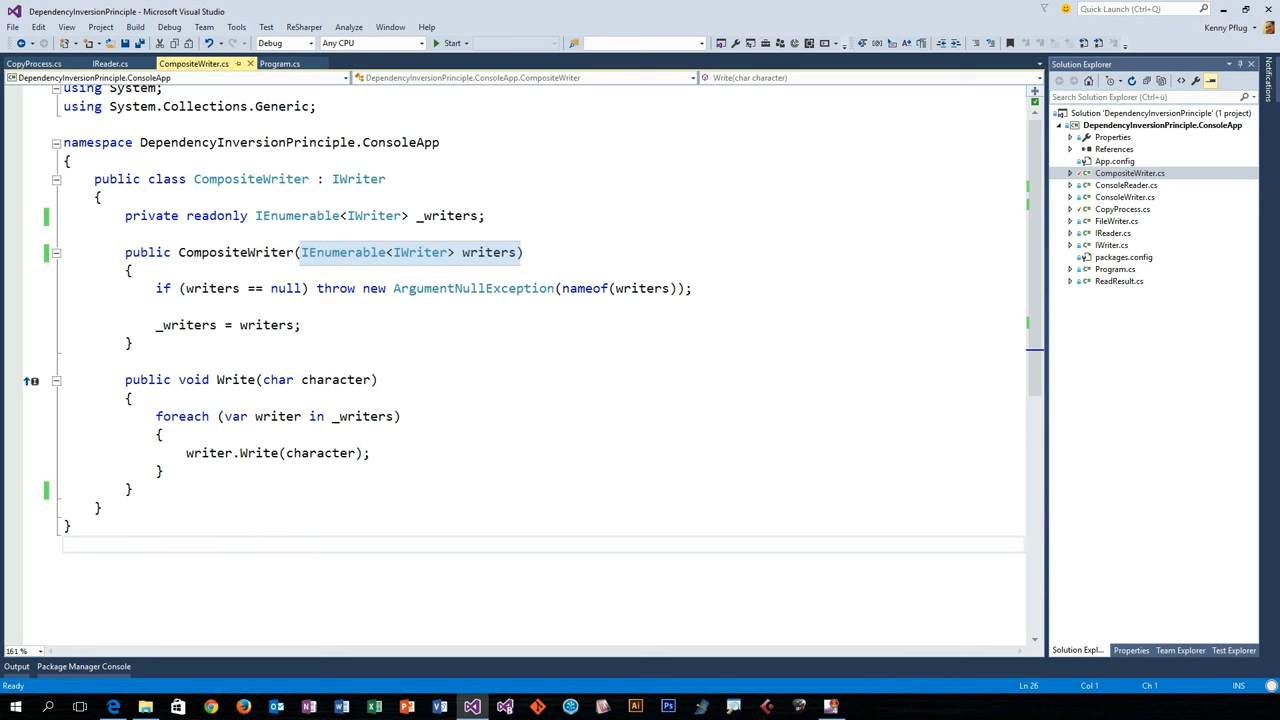 DependencyInversionPrinciple - Microsoft Visual Studio
Quick Launch (Ctrl+Q)
File Edit View Project Build Debug Team Tools Test ReSharper Analyze Window Help
Kenny Pflug
Debug Any CPU Start
CopyProcess.cs IReader.cs CompositeWriter.cs Program.cs
DependencyInversionPrinciple.ConsoleApp DependencyInversionPrinciple.ConsoleApp.CompositeWriter Write(char character)
using System;
using System.Collections.Generic;
namespace DependencyInversionPrinciple.ConsoleApp
{
public class CompositeWriter : IWriter
{
private readonly IEnumerable<IWriter> _writers;
public CompositeWriter(IEnumerable<IWriter> writers)
{
if (writers == null) throw new ArgumentNullException(nameof(writers));
_writers = writers;
}
public void Write(char character)
{
foreach (var writer in _writers)
{
writer.Write(character);
}
}
}
}
161 %
Solution Explorer
Search Solution Explorer (Ctrl+ü)
Solution 'DependencyInversionPrinciple' (1 project)
DependencyInversionPrinciple.ConsoleApp
Properties
References
App.config
CompositeWriter.cs
ConsoleReader.cs
ConsoleWriter.cs
CopyProcess.cs
FileWriter.cs
IReader.cs
IWriter.cs
packages.config
Program.cs
ReadResult.cs
Solution Expl... Properties Team Explorer Test Explorer
Notifications
Output Package Manager Console
Ready Ln 26 Col 1 Ch 1 INS